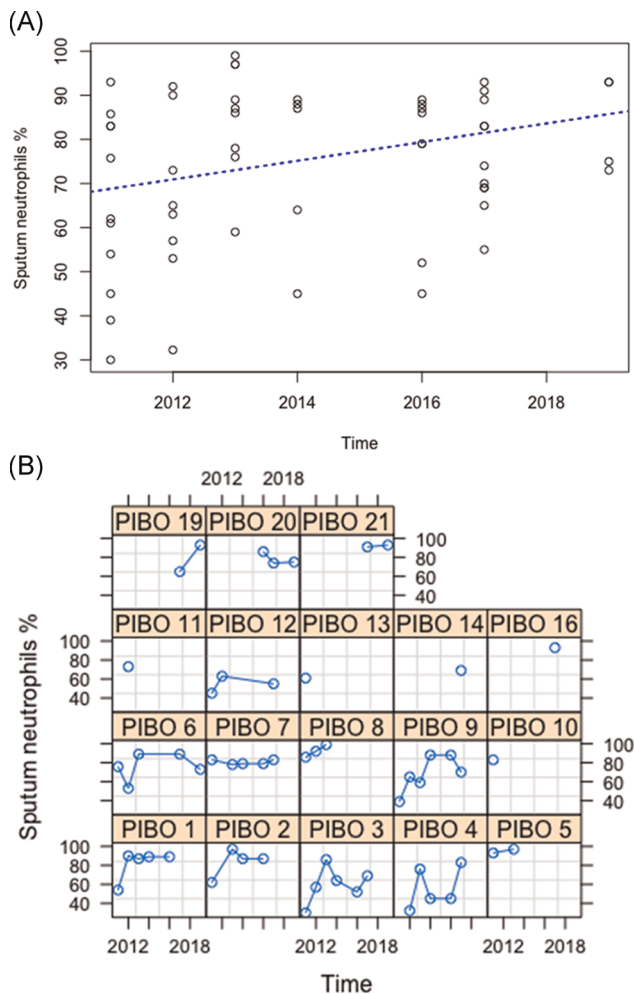 (A)
100
90
80
70
60
50
40
30
Sputum neutrophils %
2012 2014 2016 2018
Time
(B)
2012 2018
PIBO 19 PIBO 20 PIBO 21
100
80
60
40
PIBO 11 PIBO 12 PIBO 13 PIBO 14 PIBO 16
100
80
60
40
PIBO 6 PIBO 7 PIBO 8 PIBO 9 PIBO 10
100
80
60
40
PIBO 1 PIBO 2 PIBO 3 PIBO 4 PIBO 5
100
80
60
40
Sputum neutrophils %
2012 2018 2012 2018 2012 2018
Time